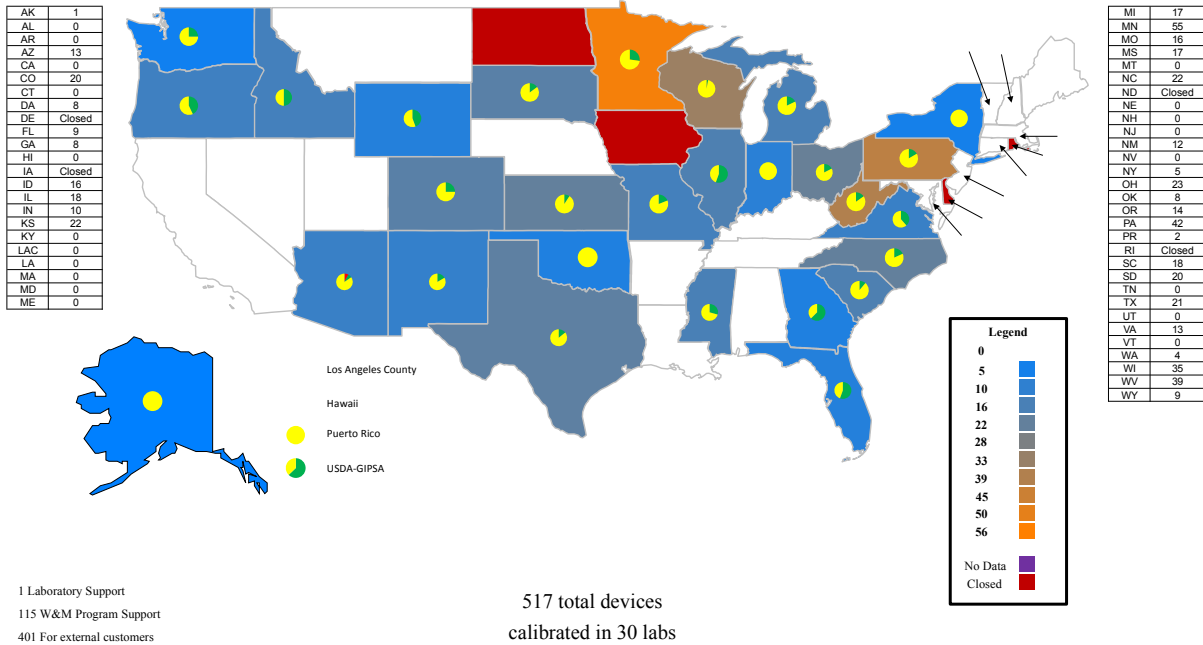 AK 1
AL 0
AR 0
AZ 13
CA 0
CO 20
CT 0
DA 8
DE Closed
FL 9
GA 8
HI 0
IA Closed
ID 16
IL 18
IN 10
KS 22
KY 0
LAC 0
LA 0
MA 0
MD 0
ME 0
MI 17
MN 55
MO 16
MS 17
MT 0
NC 22
ND Closed
NE 0
NH 0
NJ 0
NM 12
NV 0
NY 5
OH 23
OK 8
OR 14
PA 42
PR 2
RI Closed
SC 18
SD 20
TN 0
TX 21
UT 0
VA 13
VT 0
WA 4
WI 35
WV 39
WY 9
Los Angeles County
Hawaii
Puerto Rico
USDA-GIPSA
Legend
0
5
10
16
22
28
33
39
45
50
56
No Data
Closed
1 Laboratory Support
115 W&M Program Support
401 For external customers
517 total devices
calibrated in 30 labs